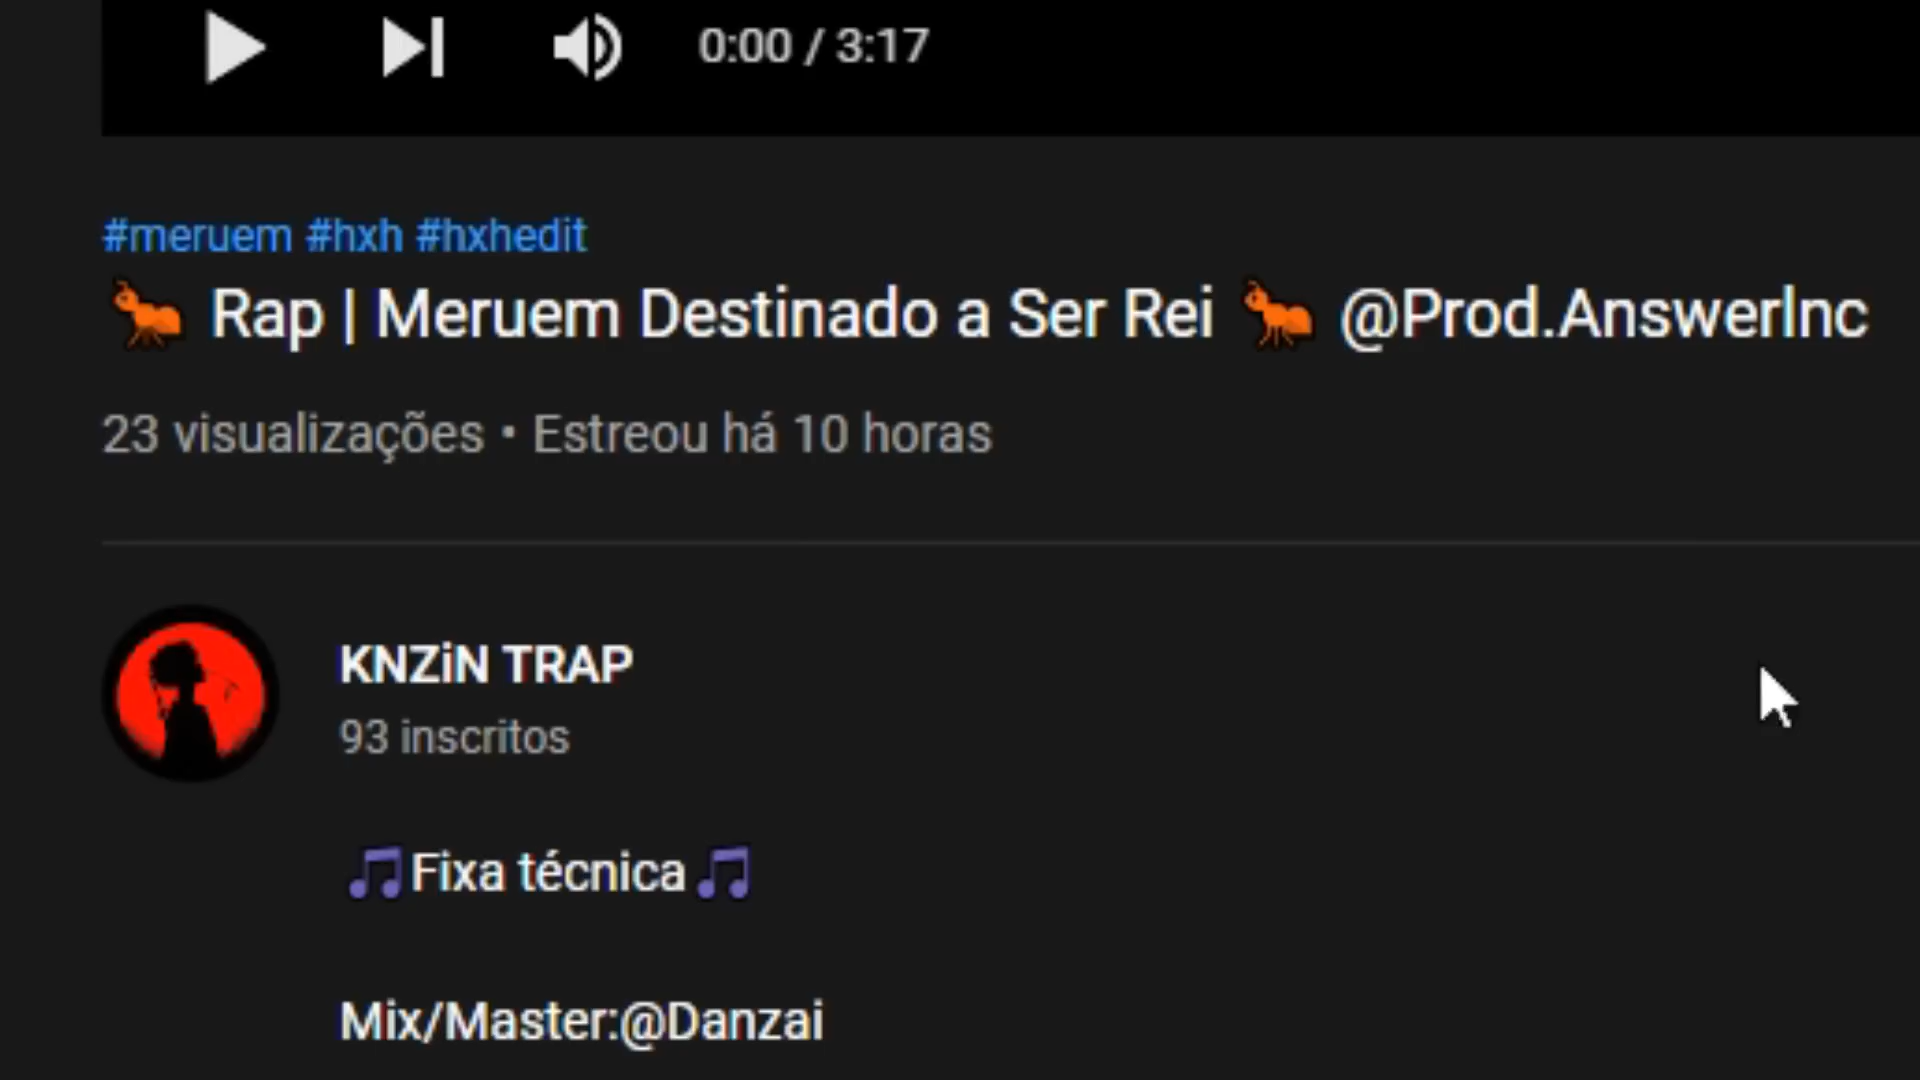 0:00 / 3:17
#meruem #hxh #hxhedit
🐜 Rap | Meruem Destinado a Ser Rei 🐜 @Prod.AnswerInc
23 visualizações • Estreou há 10 horas
KNZiN TRAP
93 inscritos
🎵Fixa técnica🎵
Mix/Master:@Danzai